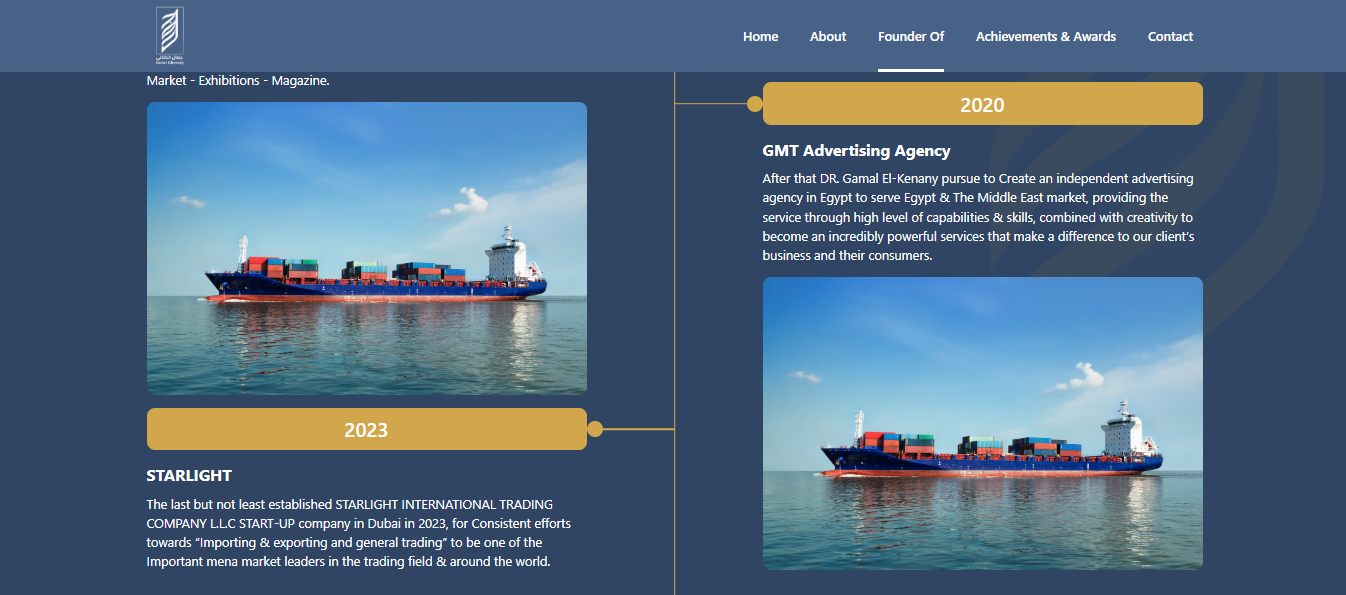 Home
About
Founder Of
Achievements & Awards
Contact
Market - Exhibitions - Magazine.
2023
STARLIGHT
The last but not least established STARLIGHT INTERNATIONAL TRADING
COMPANY L.L.C START-UP company in Dubai in 2023, for Consistent efforts
towards “Importing & exporting and general trading” to be one of the
Important mena market leaders in the trading field & around the world.
2020
GMT Advertising Agency
After that DR. Gamal El-Kenany pursue to Create an independent advertising
agency in Egypt to serve Egypt & The Middle East market, providing the
service through high level of capabilities & skills, combined with creativity to
become an incredibly powerful services that make a difference to our client’s
business and their consumers.